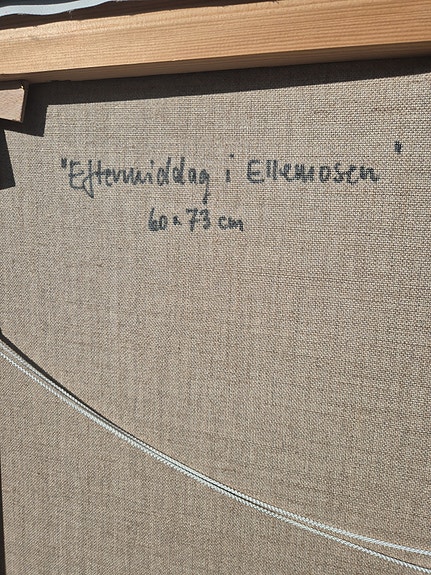 "Eftermiddag i Ellemosen"
60 x 73 cm